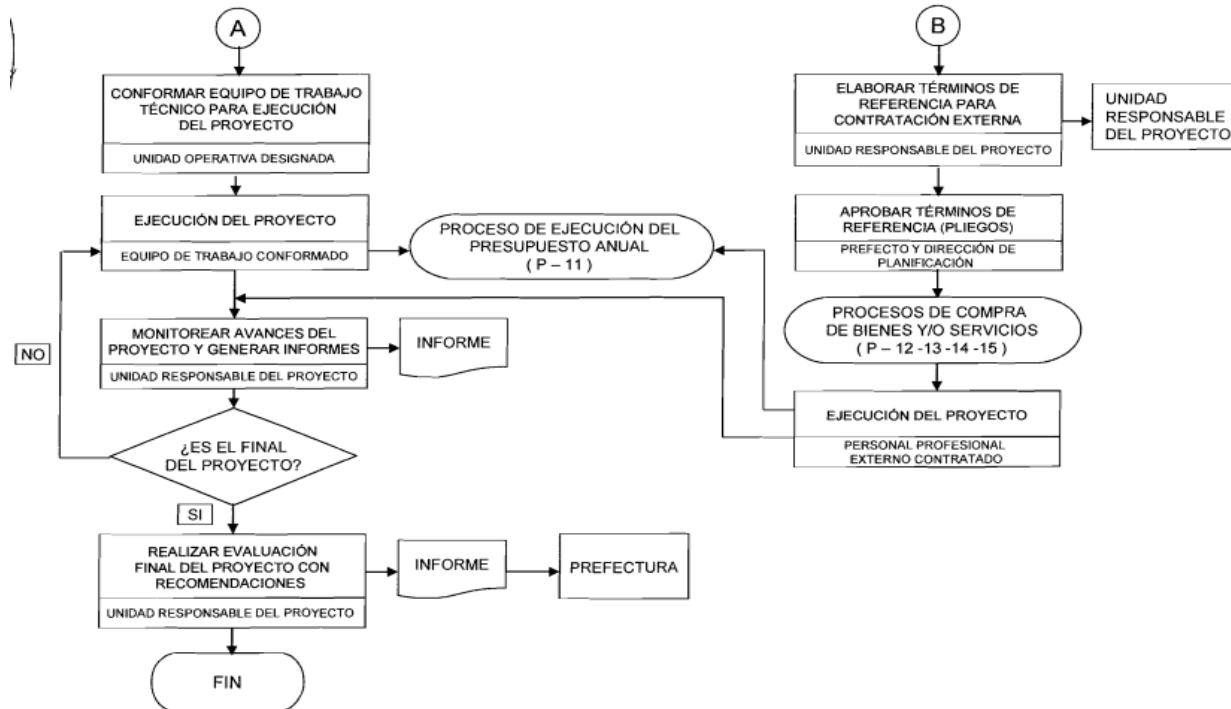 A
CONFORMAR EQUIPO DE TRABAJO
TÉCNICO PARA EJECUCIÓN
DEL PROYECTO
UNIDAD OPERATIVA DESIGNADA
EJECUCIÓN DEL PROYECTO
EQUIPO DE TRABAJO CONFORMADO
PROCESO DE EJECUCIÓN DEL
PRESUPUESTO ANUAL
( P – 11 )
MONITOREAR AVANCES DEL
PROYECTO Y GENERAR INFORMES
UNIDAD RESPONSABLE DEL PROYECTO
INFORME
NO
¿ES EL FINAL
DEL PROYECTO?
SI
REALIZAR EVALUACIÓN
FINAL DEL PROYECTO CON
RECOMENDACIONES
UNIDAD RESPONSABLE DEL PROYECTO
INFORME
PREFECTURA
FIN
B
ELABORAR TÉRMINOS DE
REFERENCIA PARA
CONTRATACIÓN EXTERNA
UNIDAD RESPONSABLE DEL PROYECTO
UNIDAD
RESPONSABLE
DEL PROYECTO
APROBAR TÉRMINOS DE
REFERENCIA (PLIEGOS)
PREFECTO Y DIRECCIÓN DE
PLANIFICACIÓN
PROCESOS DE COMPRA
DE BIENES Y/O SERVICIOS
( P – 12 -13 -14 -15 )
EJECUCIÓN DEL PROYECTO
PERSONAL PROFESIONAL
EXTERNO CONTRATADO